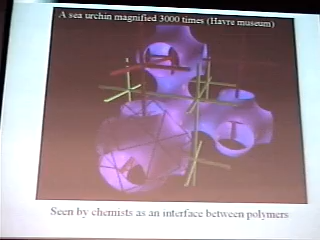 A sea urchin magnified 3000 times (Havre museum)
Seen by chemists as an interface between polymers